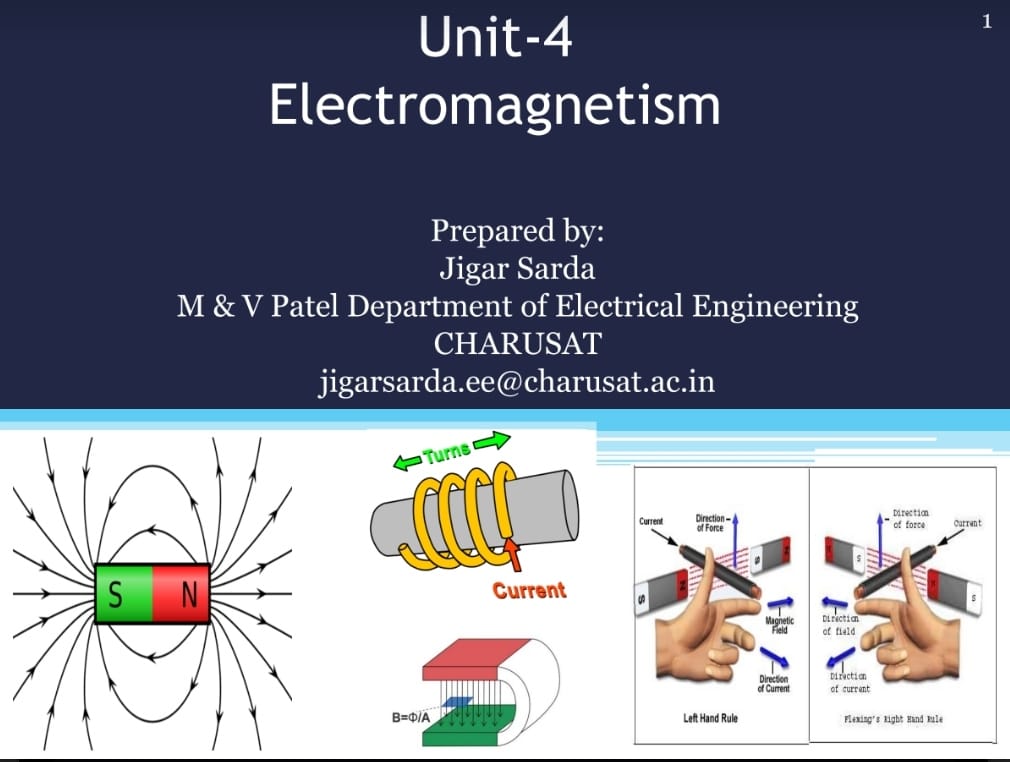 1
Unit-4
Electromagnetism
Prepared by:
Jigar Sarda
M & V Patel Department of Electrical Engineering
CHARUSAT
jigarsarda.ee@charusat.ac.in
S N
Turns
Current
B=Φ/A
Current
Direction
of Force
S
N
S
N
Magnetic
Field
Direction
of Current
Left Hand Rule
Direction
of force
Current
N
S
N
S
Direction
of field
Direction
of current
Fleming's Right Hand Rule